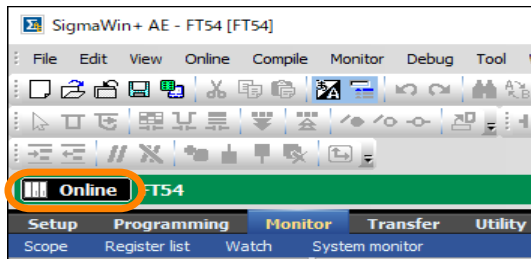 SigmaWin+ AE - FT54 [FT54]
File Edit View Online Compile Monitor Debug Tool
Online FT54
Setup Programming Monitor Transfer Utility
Scope Register list Watch System monitor